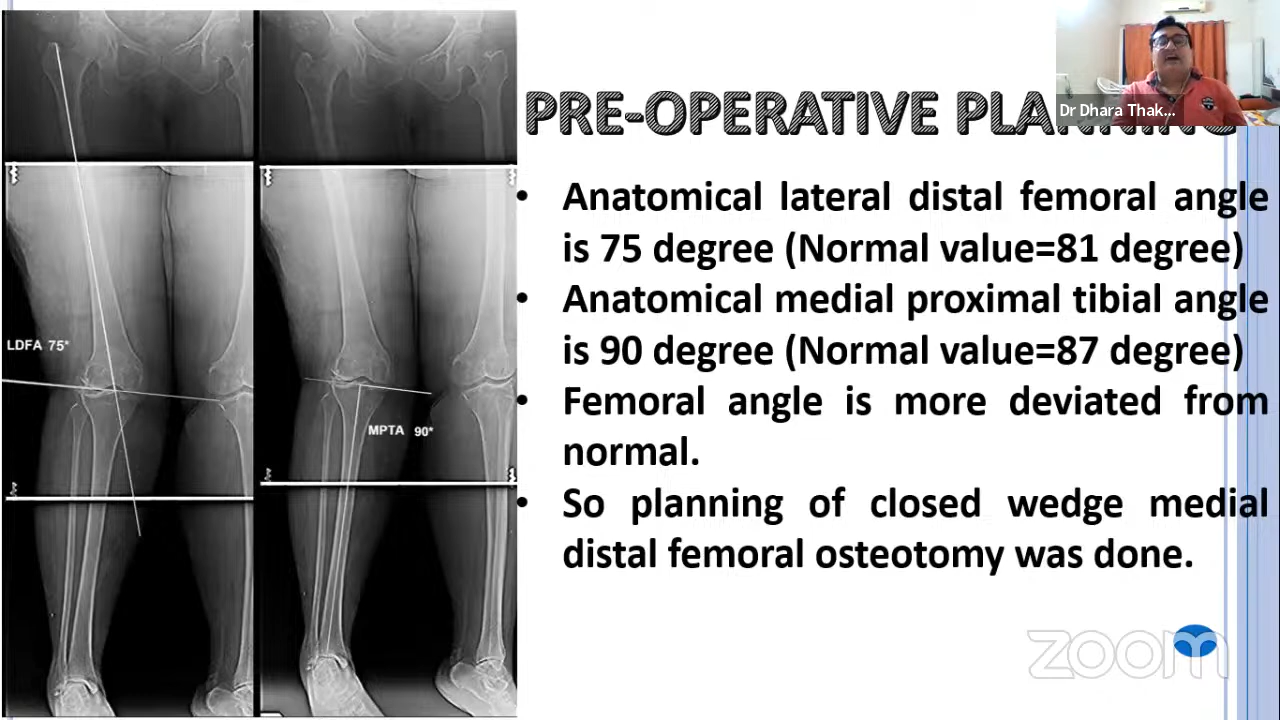 PRE-OPERATIVE PLANNING
Dr Dhara Thak...
• Anatomical lateral distal femoral angle
is 75 degree (Normal value=81 degree)
• Anatomical medial proximal tibial angle
is 90 degree (Normal value=87 degree)
• Femoral angle is more deviated from
normal.
• So planning of closed wedge medial
distal femoral osteotomy was done.
LDFA 75°
MPTA 90°
zoom